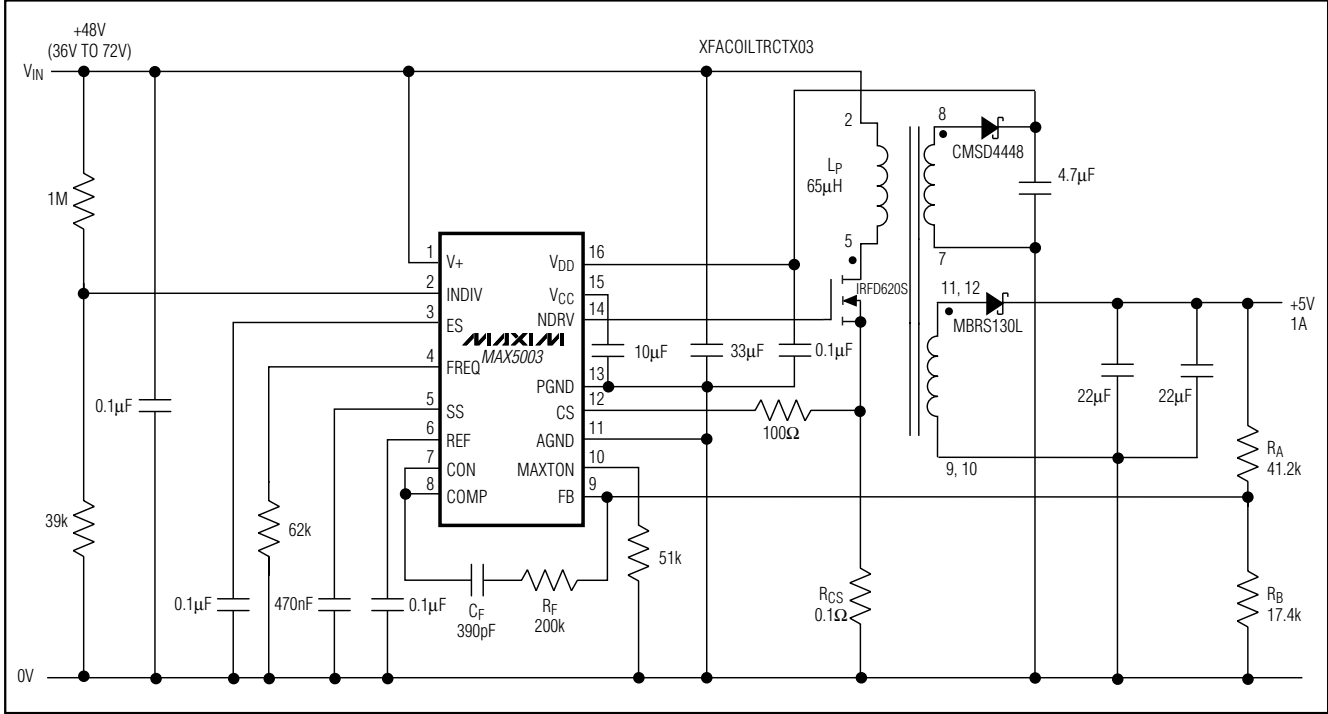 +48V
(36V TO 72V)
VIN
XFACOILTRCTX03
2
8
CMSD4448
LP
65µH
4.7µF
1M
5
7
1
V+
VDD
16
2
INDIV
VCC
15
3
ES
NDRV
14
IRFD620S
11, 12
MBRS130L
+5V
1A
MAXIM
MAX5003
10µF
33µF
0.1µF
4
FREQ
PGND
13
22µF
22µF
0.1µF
5
SS
CS
12
100Ω
6
REF
AGND
11
7
CON
MAXTON
10
9, 10
RA
41.2k
8
COMP
FB
9
39k
62k
51k
0.1µF
470nF
0.1µF
CF
390pF
RF
200k
RCS
0.1Ω
RB
17.4k
0V